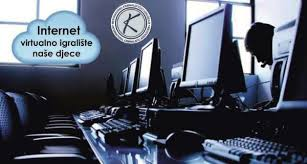 Internet
virtualno igralište
naše djece
K